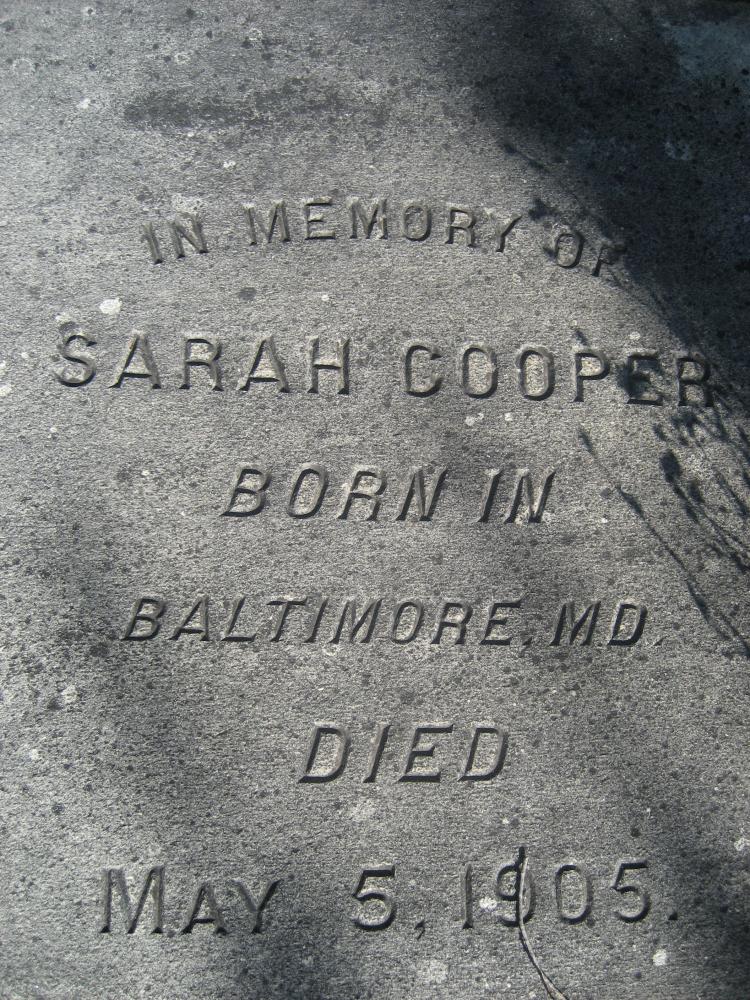 IN MEMORY OF
SARAH COOPER
BORN IN
BALTIMORE, MD.
DIED
MAY 5, 1905.